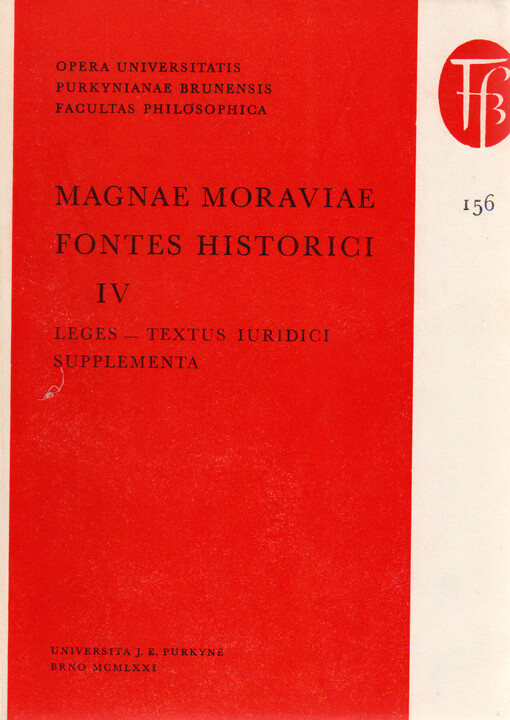 OPERA UNIVERSITATIS
PURKYNIANAE BRUNENSIS
FACULTAS PHILOSOPHICA
MAGNAE MORAVIAE
FONTES HISTORICI
IV
LEGES — TEXTUS IURIDICI
SUPPLEMENTA
156
UNIVERSITA J. E. PURKYNĚ
BRNO MCMLXXI